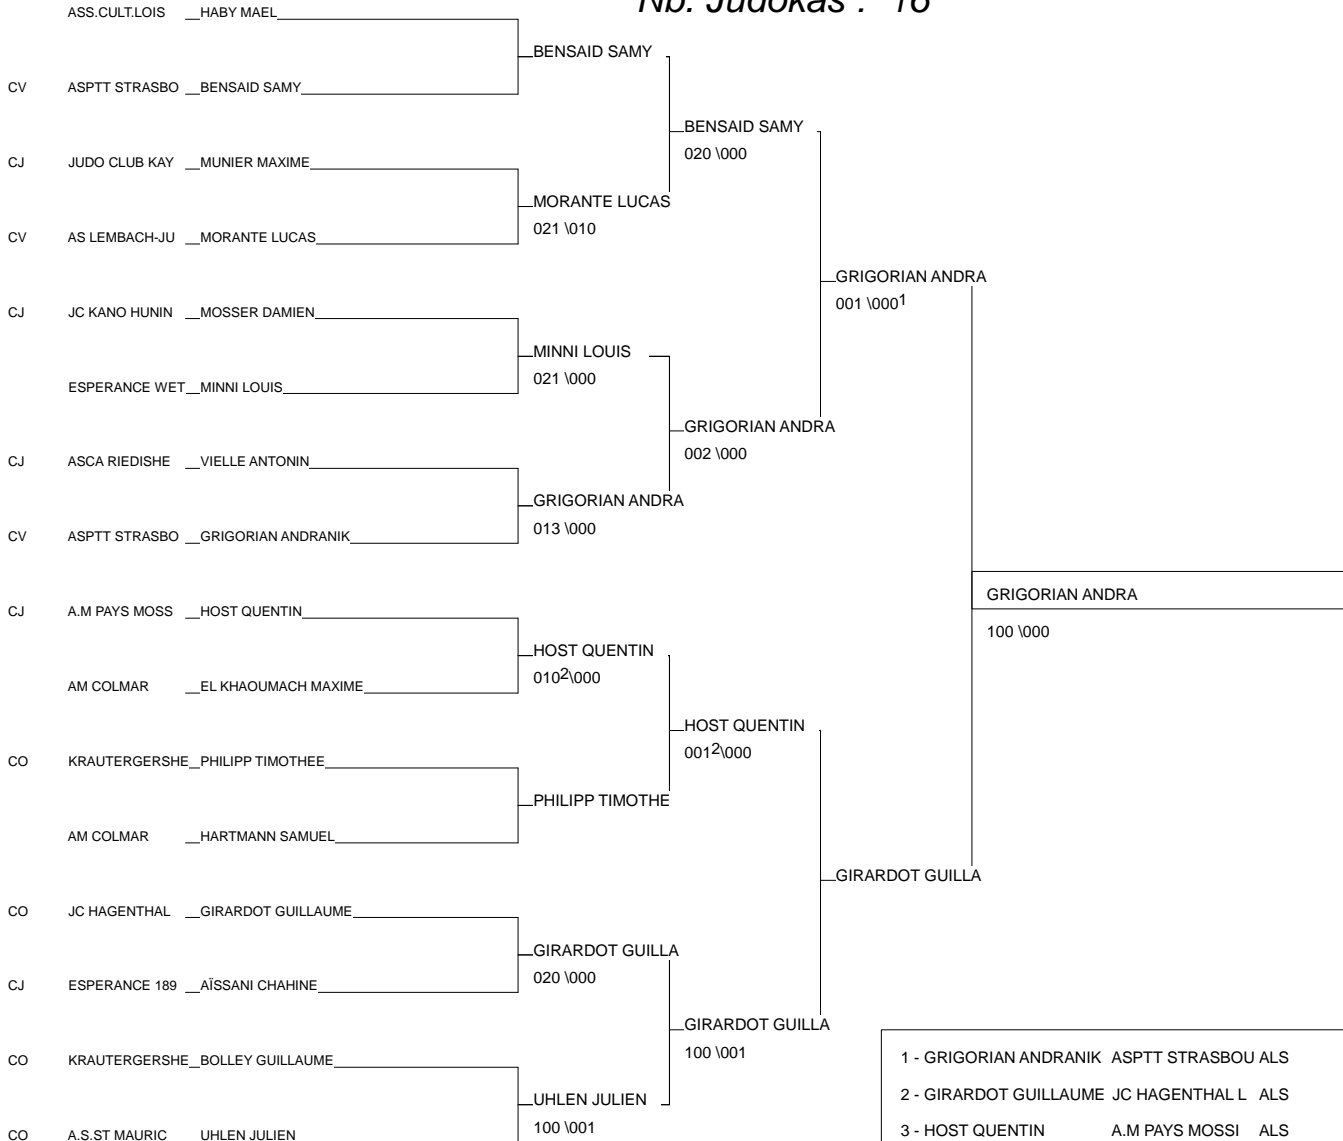 Nb. Judokas : 16
ASS.CULT.LOIS HABY MAEL
BENSAID SAMY
CV ASPTT STRASBO BENSAID SAMY
BENSAID SAMY
020 \000
CJ JUDO CLUB KAY MUNIER MAXIME
MORANTE LUCAS
021 \010
CV AS LEMBACH-JU MORANTE LUCAS
GRIGORIAN ANDRA
001 \000 1
CJ JC KANO HUNIN MOSSER DAMIEN
MINNI LOUIS
021 \000
ESPERANCE WET MINNI LOUIS
GRIGORIAN ANDRA
002 \000
CJ ASCA RIEDISHE VIELLE ANTONIN
GRIGORIAN ANDRA
013 \000
CV ASPTT STRASBO GRIGORIAN ANDRANIK
GRIGORIAN ANDRA
100 \000
CJ A.M PAYS MOSS HOST QUENTIN
HOST QUENTIN
010 2\000
AM COLMAR EL KHAOUMACH MAXIME
HOST QUENTIN
001 2\000
CO KRAUTERGERSHE PHILIPP TIMOTHEE
PHILIPP TIMOTHE
AM COLMAR HARTMANN SAMUEL
GIRARDOT GUILLA
CO JC HAGENTHAL GIRARDOT GUILLAUME
GIRARDOT GUILLA
020 \000
CJ ESPERANCE 189 AÏSSANI CHAHINE
GIRARDOT GUILLA
100 \001
CO KRAUTERGERSHE BOLLEY GUILLAUME
UHLEN JULIEN
100 \001
CO A.S.ST MAURIC UHLEN JULIEN
1 - GRIGORIAN ANDRANIK ASPTT STRASBOU ALS
2 - GIRARDOT GUILLAUME JC HAGENTHAL L ALS
3 - HOST QUENTIN A.M PAYS MOSSI ALS